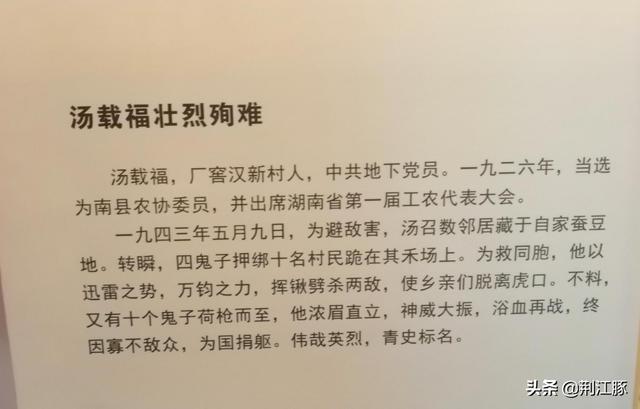 汤载福壮烈殉难
汤载福，厂窖汉新村人，中共地下党员。一九二六年，当选
为南县农协委员，并出席湖南省第一届工农代表大会。
一九四三年五月九日，为避敌害，汤召数邻居藏于自家蚕豆
地。转瞬，四鬼子押绑十名村民跪在其禾场上。为救同胞，他以
迅雷之势，万钧之力，挥锹劈杀两敌，使乡亲们脱离虎口。不料，
又有十个鬼子荷枪而至，他浓眉直立，神威大振，浴血再战，终
因寡不敌众，为国捐躯。伟哉英烈，青史标名。
头条 @荆江豚